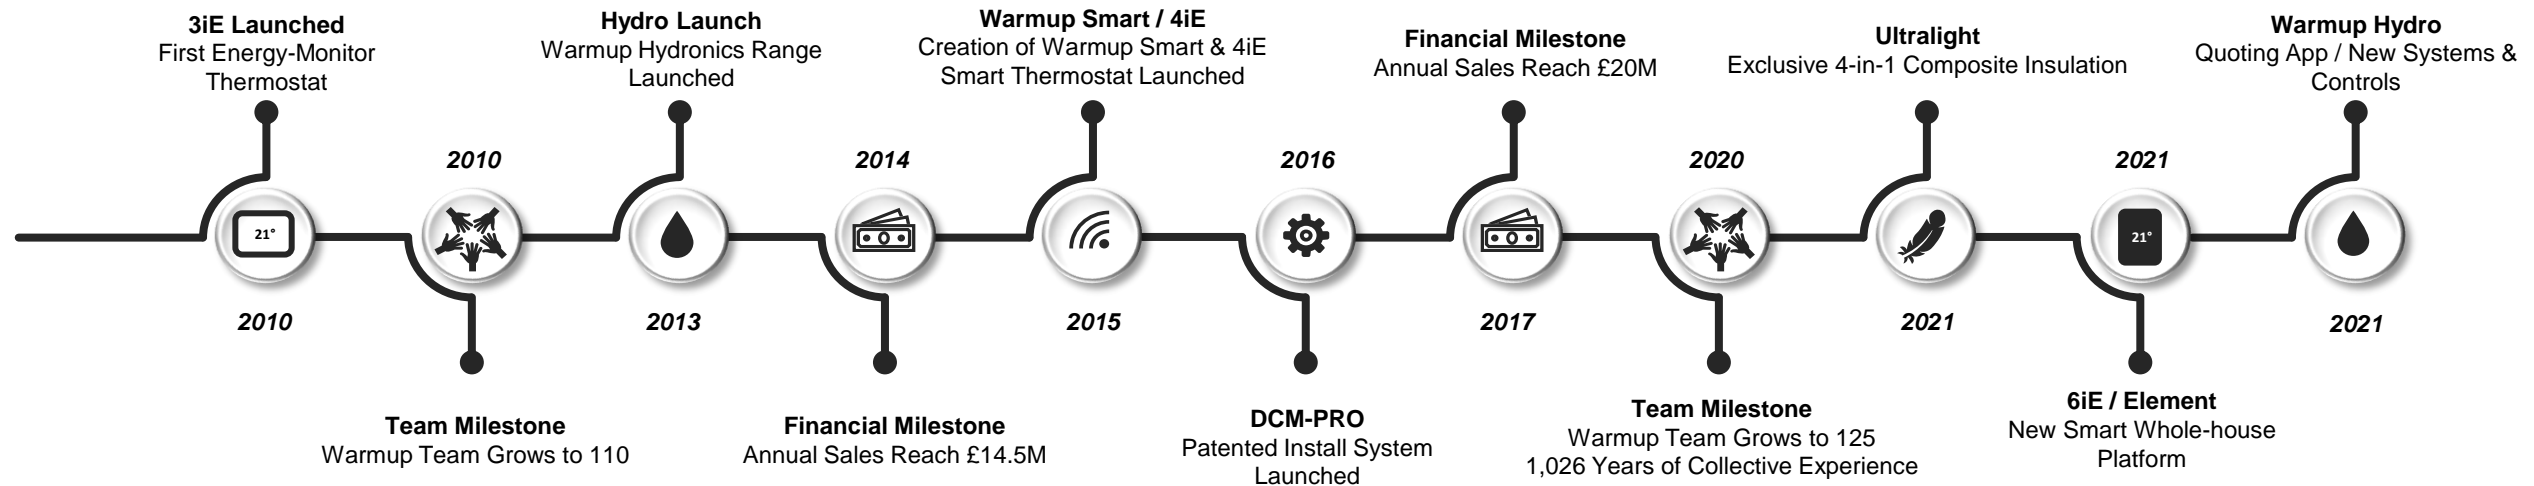 3iE Launched
First Energy-Monitor
Thermostat
21°
2010
2010
Team Milestone
Warmup Team Grows to 110
Hydro Launch
Warmup Hydronics Range
Launched
2013
2014
Financial Milestone
Annual Sales Reach £14.5M
Warmup Smart / 4iE
Creation of Warmup Smart & 4iE
Smart Thermostat Launched
2015
2016
DCM-PRO
Patented Install System
Launched
Financial Milestone
Annual Sales Reach £20M
2017
2020
Team Milestone
Warmup Team Grows to 125
1,026 Years of Collective Experience
Ultralight
Exclusive 4-in-1 Composite Insulation
2021
2021
21°
6iE / Element
New Smart Whole-house
Platform
Warmup Hydro
Quoting App / New Systems &
Controls
2021